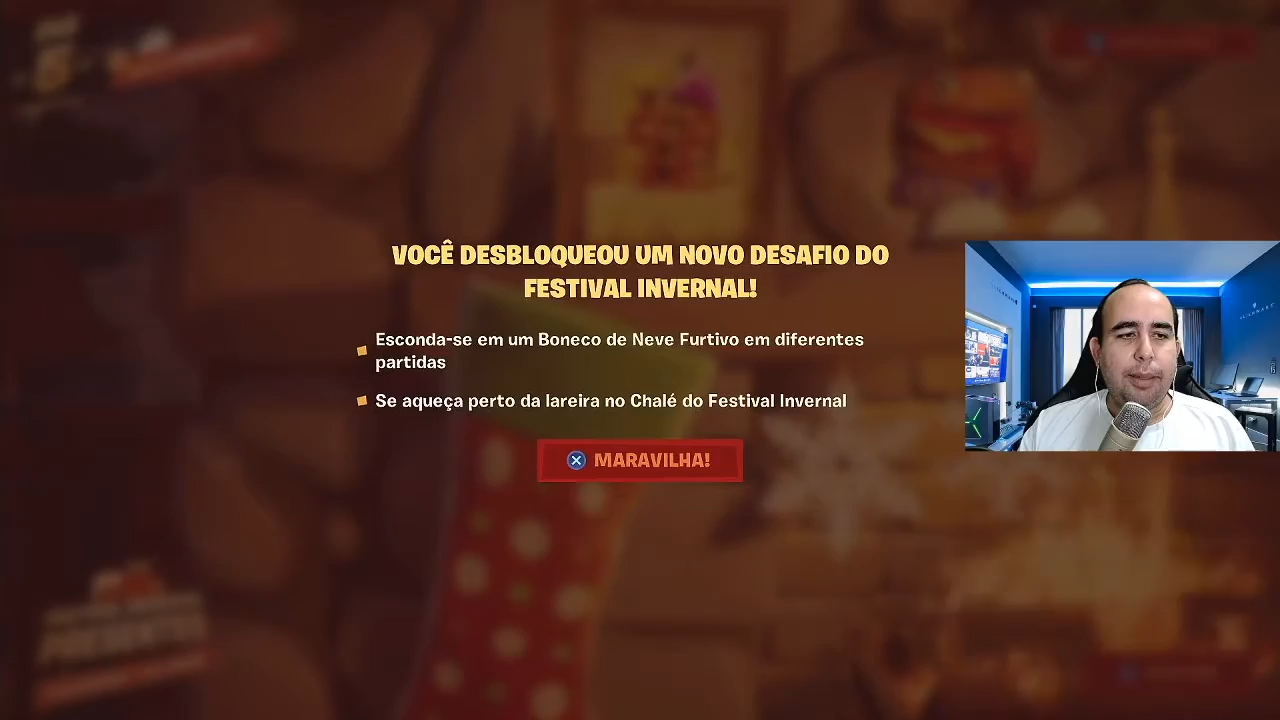 VOCÊ DESBLOQUEOU UM NOVO DESAFIO DO
FESTIVAL INVERNAL!
Esconda-se em um Boneco de Neve Furtivo em diferentes
partidas
Se aqueça perto da lareira no Chalé do Festival Invernal
MARAVILHA!
PRESENTES